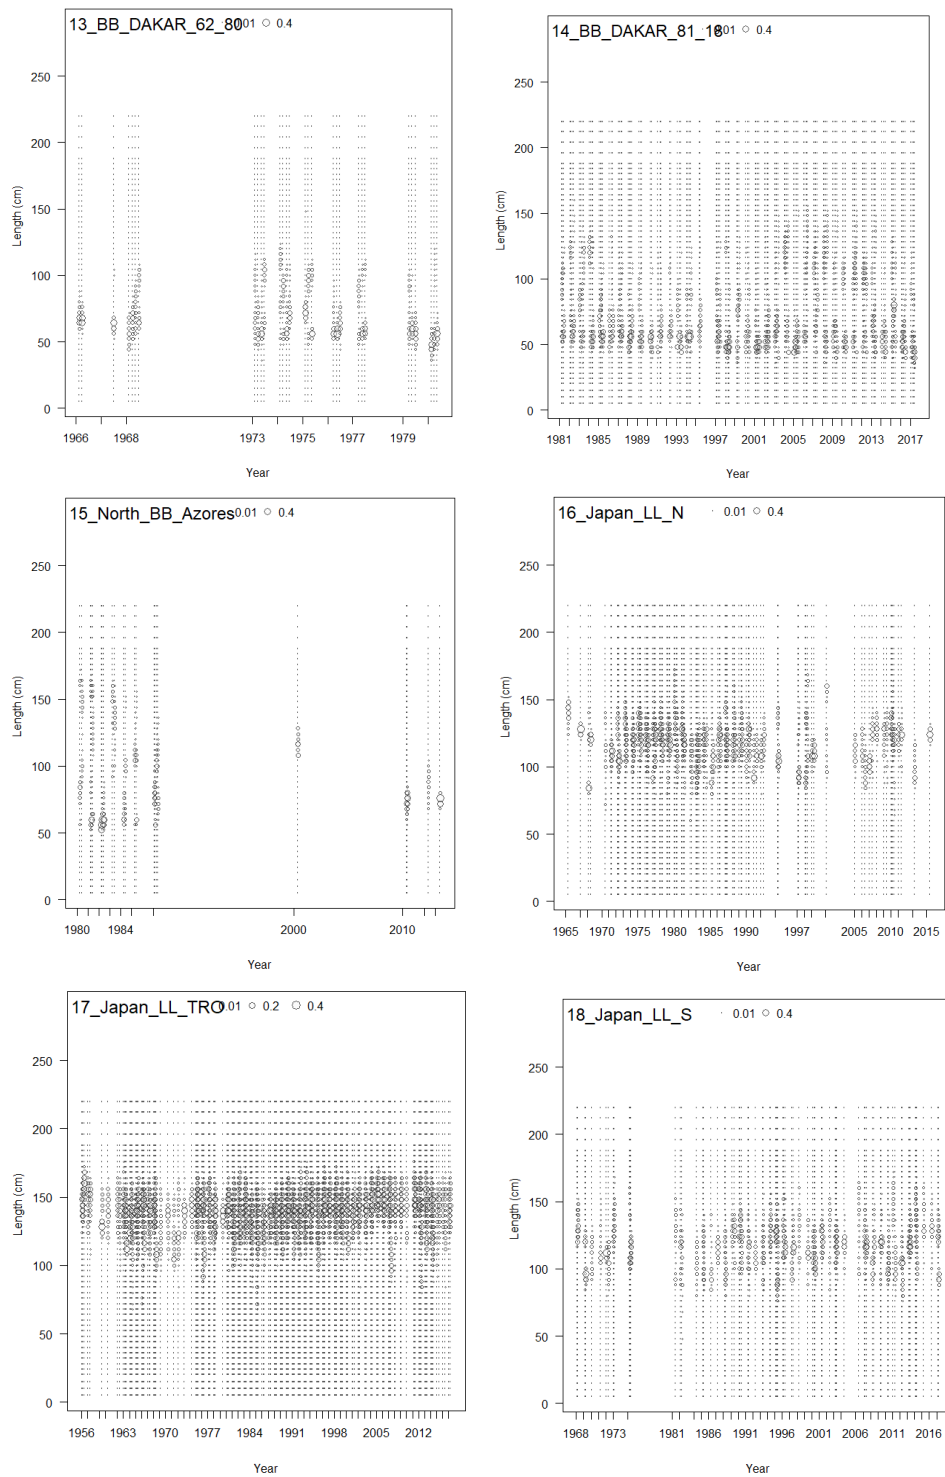 13_BB_DAKAR_62_80 0.01 0.4
250
200
150
100
50
0
Length (cm)
1966 1968 1973 1975 1977 1979
Year
14_BB_DAKAR_81_18 0.01 0.4
250
200
150
100
50
0
Length (cm)
1981 1985 1989 1993 1997 2001 2005 2009 2013 2017
Year
15_North_BB_Azores 0.01 0.4
250
200
150
100
50
0
Length (cm)
1980 1984 2000 2010
Year
16_Japan_LL_N 0.01 0.4
250
200
150
100
50
0
Length (cm)
1965 1970 1975 1980 1985 1990 1997 2005 2010 2015
Year
17_Japan_LL_TRO 0.01 0.2 0.4
250
200
150
100
50
0
Length (cm)
1956 1963 1970 1977 1984 1991 1998 2005 2012
Year
18_Japan_LL_S 0.01 0.4
250
200
150
100
50
0
Length (cm)
1968 1973 1981 1986 1991 1996 2001 2006 2011 2016
Year